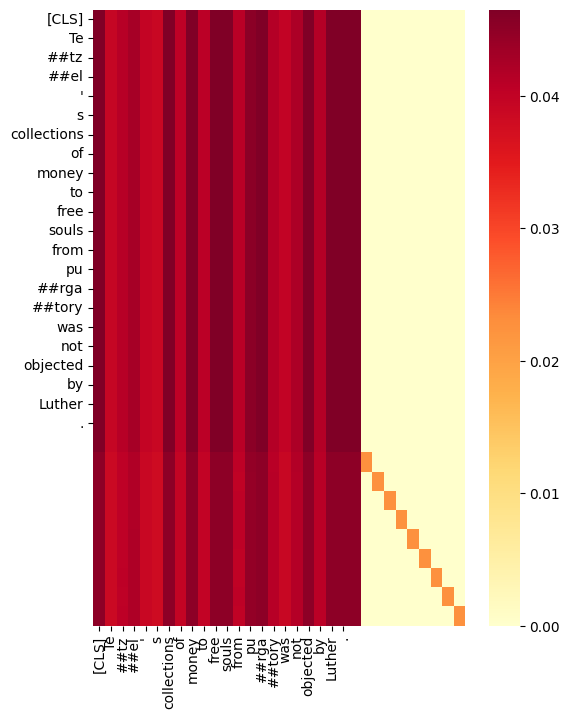 [CLS]
Te
##tz
##el
'
s
collections
of
money
to
free
souls
from
pu
##rga
##tory
was
not
objected
by
Luther
.
0.04
0.03
0.02
0.01
0.00
[CLS]
Te
##tz
##el
'
s
collections
of
money
to
free
souls
from
pu
##rga
##tory
was
not
objected
by
Luther
.